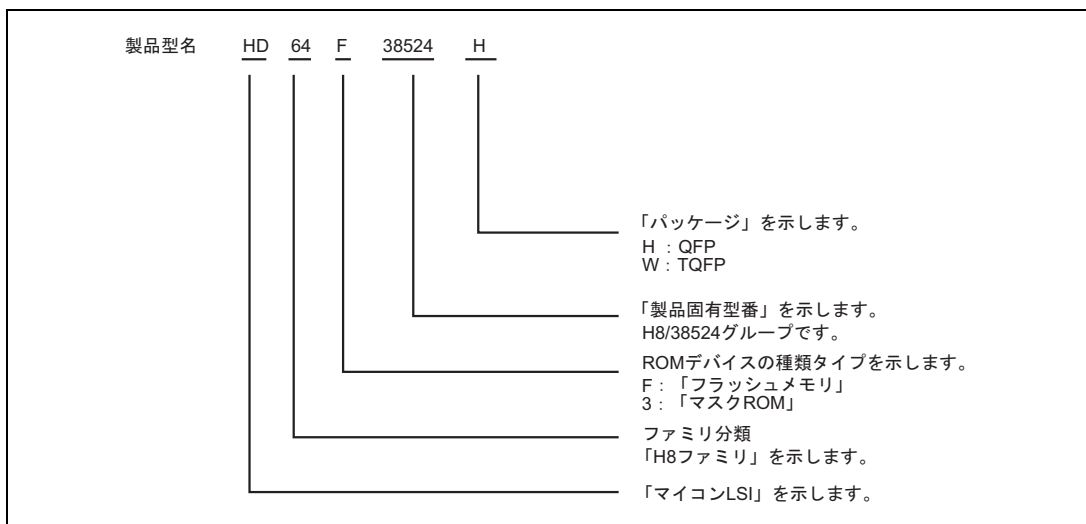 製品型名 HD 64 F 38524 H
「パッケージ」を示します。
H : QFP
W : TQFP
「製品固有型番」を示します。
H8/38524グループです。
ROMデバイスの種類タイプを示します。
F : 「フラッシュメモリ」
3 : 「マスクROM」
ファミリ分類
「H8ファミリ」を示します。
「マイコンLSI」を示します。